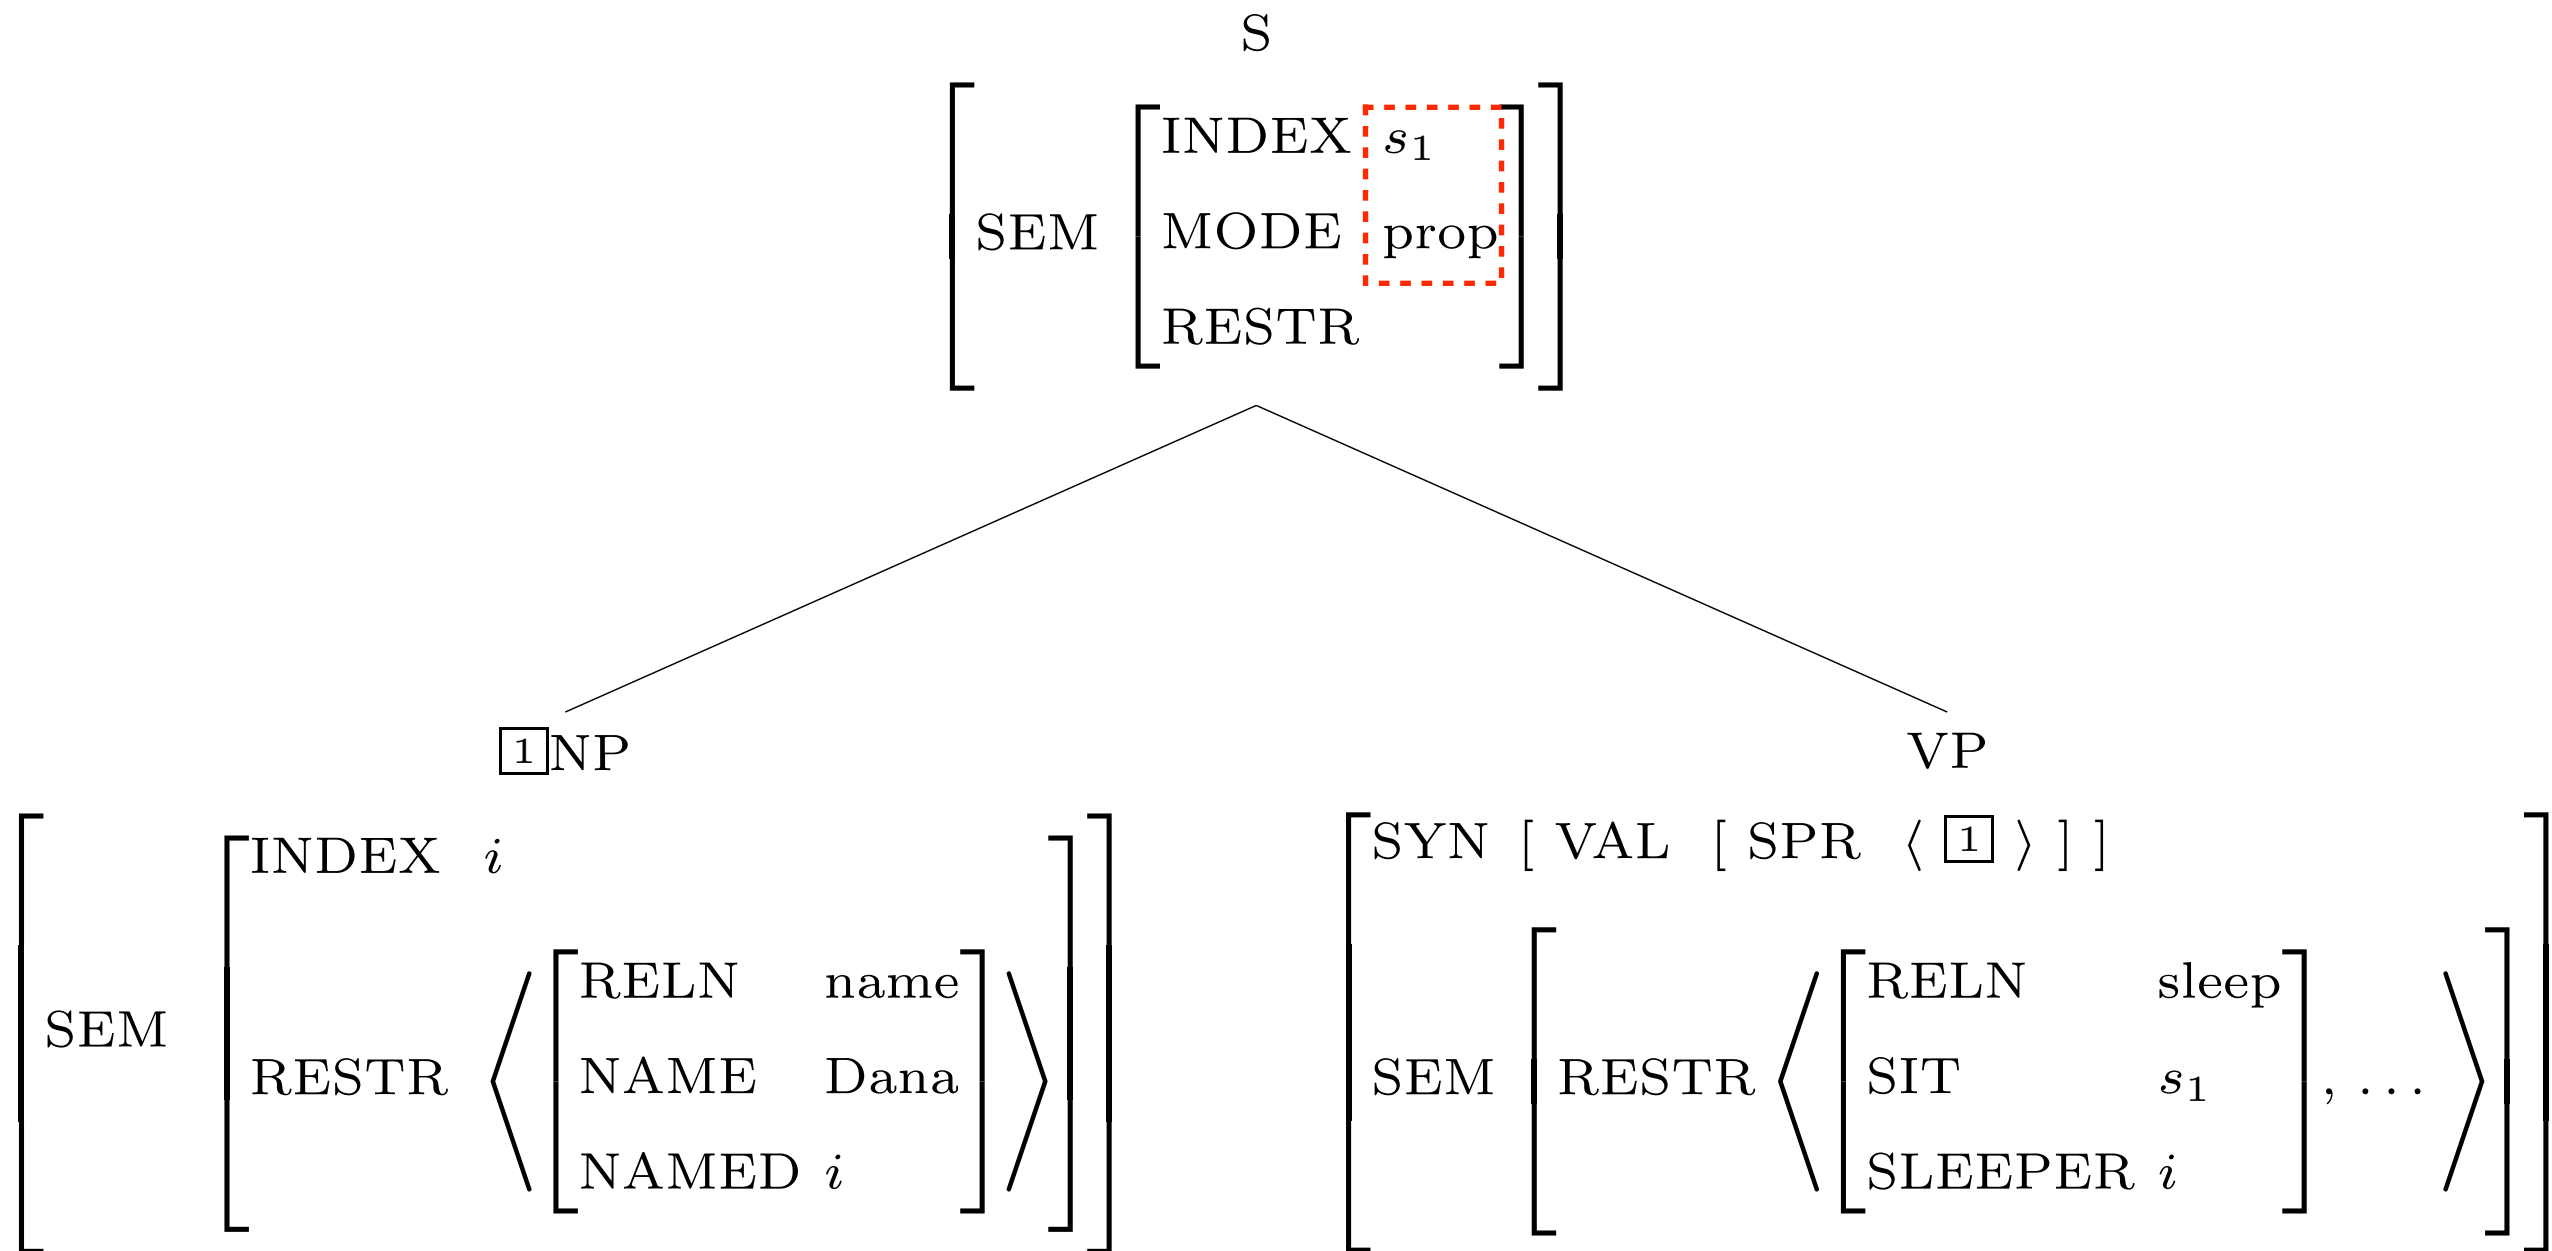 S
INDEX s1
SEM MODE prop
RESTR
1 NP VP
INDEX i
SYN [ VAL [ SPR ⟨ 1 ⟩ ] ]
RELN name
SEM RESTR NAME Dana
NAMED i
RELN sleep
SEM RESTR SIT s1 , ...
SLEEPER i